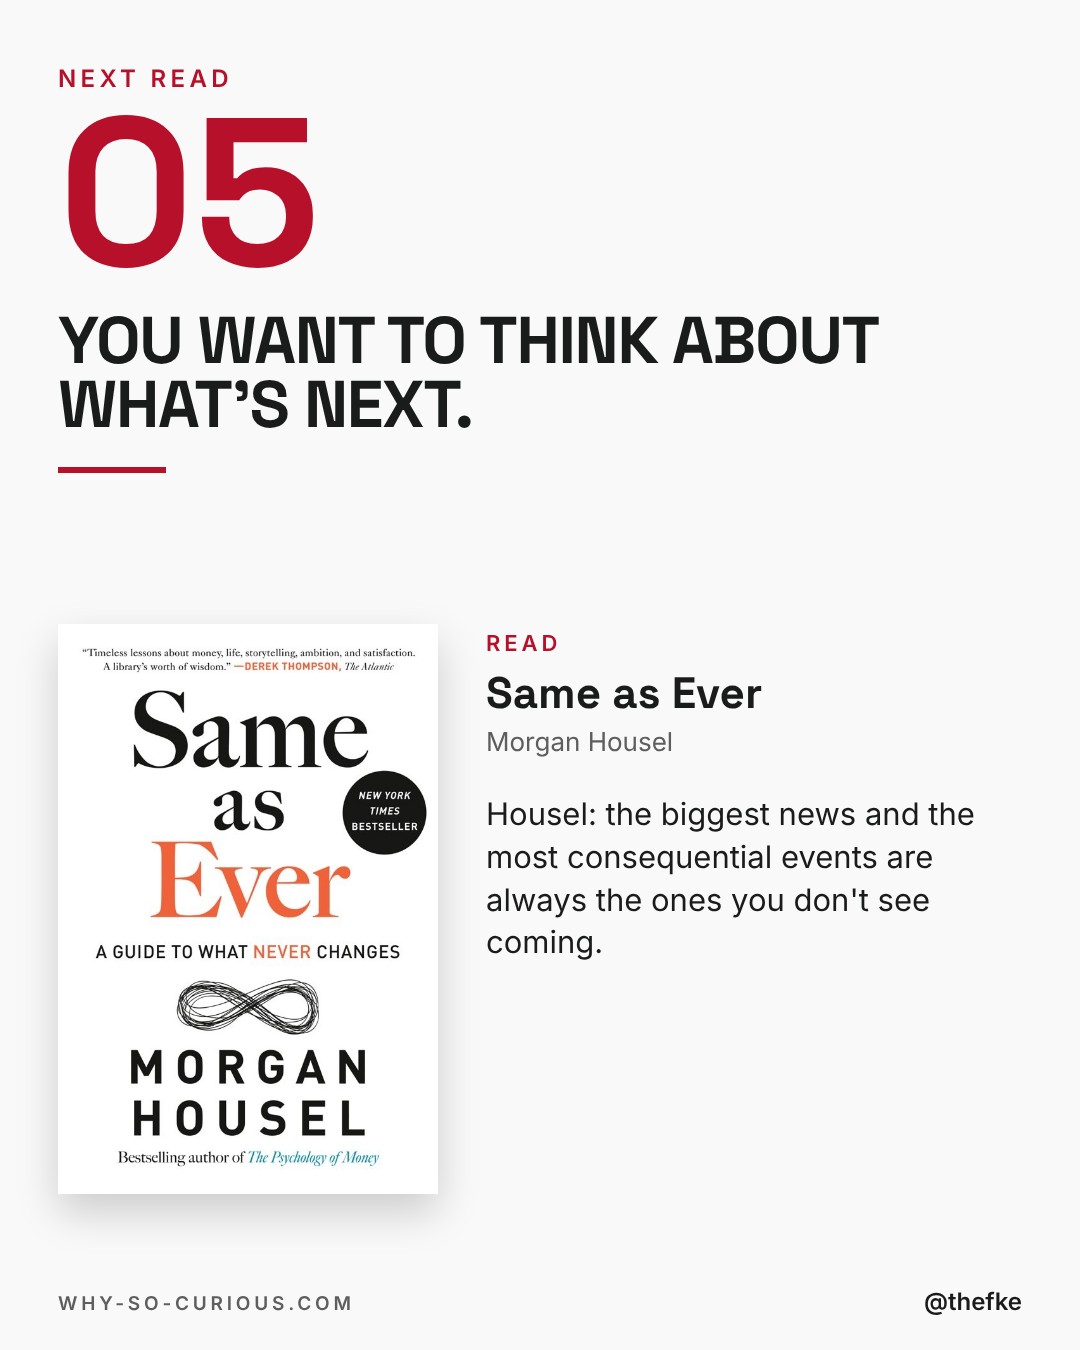 NEXT READ
05
YOU WANT TO THINK ABOUT
WHAT’S NEXT.
“Timeless lessons about money, life, storytelling, ambition, and satisfaction.
A library’s worth of wisdom.” —DEREK THOMPSON, The Atlantic
Same
as
Ever
NEW YORK
TIMES
BESTSELLER
A GUIDE TO WHAT NEVER CHANGES
MORGAN
HOUSEL
Bestselling author of The Psychology of Money
READ
Same as Ever
Morgan Housel
Housel: the biggest news and the
most consequential events are
always the ones you don't see
coming.
WHY-SO-CURIOUS.COM
@thefke